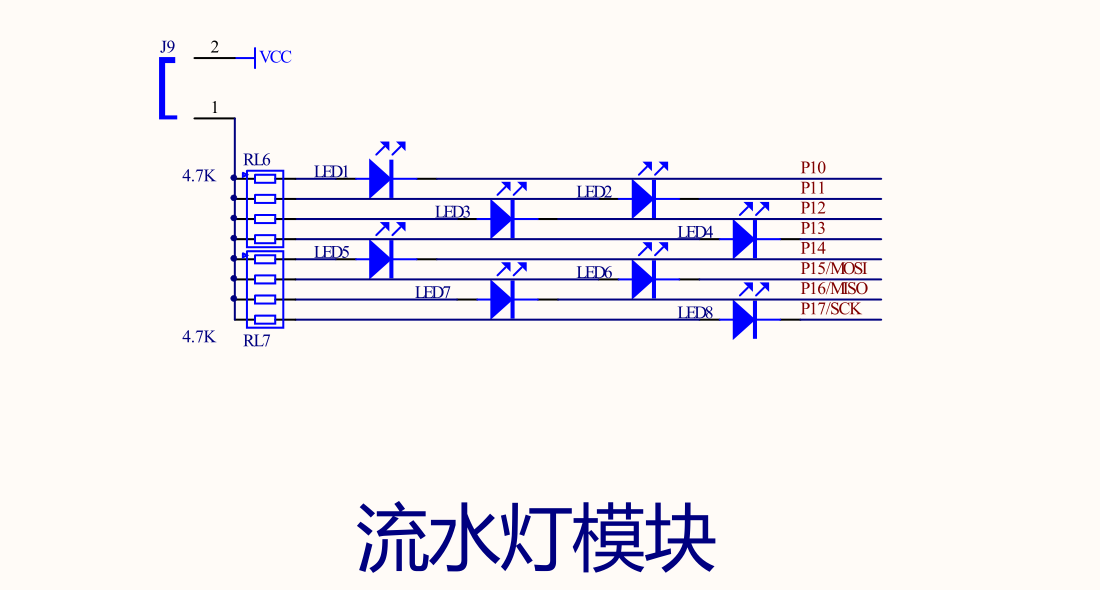 J9
2
VCC
1
RL6
4.7K
LED1
P10
LED2
P11
LED3
P12
LED4
P13
LED5
P14
LED6
P15/MOSI
LED7
P16/MISO
LED8
P17/SCK
4.7K
RL7
流水灯模块